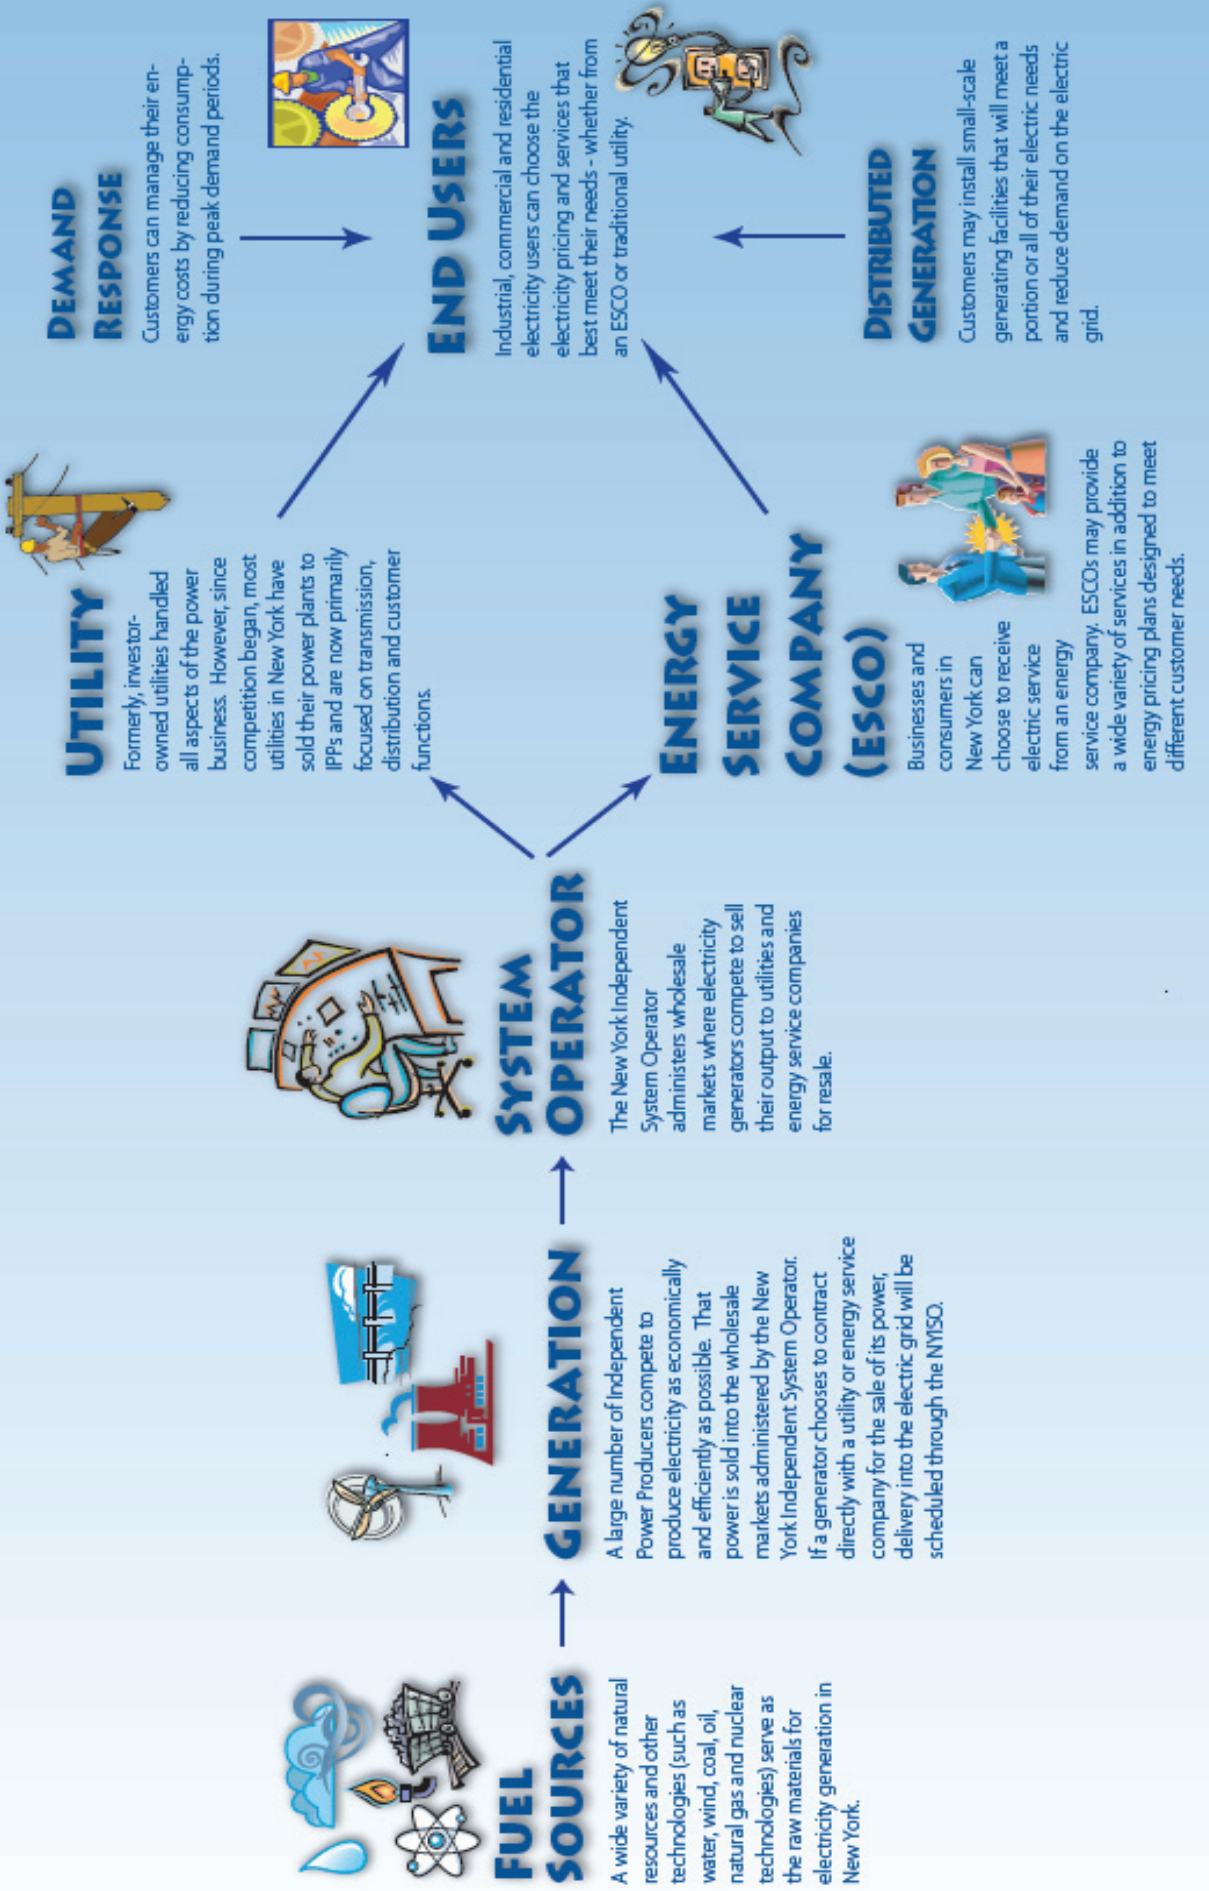 FUEL
SOURCES
A wide variety of natural
resources and other
technologies (such as
water, wind, coal, oil,
natural gas and nuclear
technologies) serve as
the raw materials for
electricity generation in
New York.
GENERATION
A large number of Independent
Power Producers compete to
produce electricity as economically
and efficiently as possible. That
power is sold into the wholesale
markets administered by the New
York Independent System Operator.
If a generator chooses to contract
directly with a utility or energy service
company for the sale of its power,
delivery into the electric grid will be
scheduled through the NYISO.
SYSTEM
OPERATOR
The New York Independent
System Operator
administers wholesale
markets where electricity
generators compete to sell
their output to utilities and
energy service companies
for resale.
UTILITY
Formerly, investor-
owned utilities handled
all aspects of the power
business. However, since
competition began, most
utilities in New York have
sold their power plants to
IPPs and are now primarily
focused on transmission,
distribution and customer
functions.
ENERGY
SERVICE
COMPANY
(ESCO)
Businesses and
consumers in
New York can
choose to receive
electric service
from an energy
service company. ESCOs may provide
a wide variety of services in addition to
energy pricing plans designed to meet
different customer needs.
DEMAND
RESPONSE
Customers can manage their en-
ergy costs by reducing consump-
tion during peak demand periods.
END USERS
Industrial, commercial and residential
electricity users can choose the
electricity pricing and services that
best meet their needs - whether from
an ESCO or traditional utility.
DISTRIBUTED
GENERATION
Customers may install small-scale
generating facilities that will meet a
portion or all of their electric needs
and reduce demand on the electric
grid.